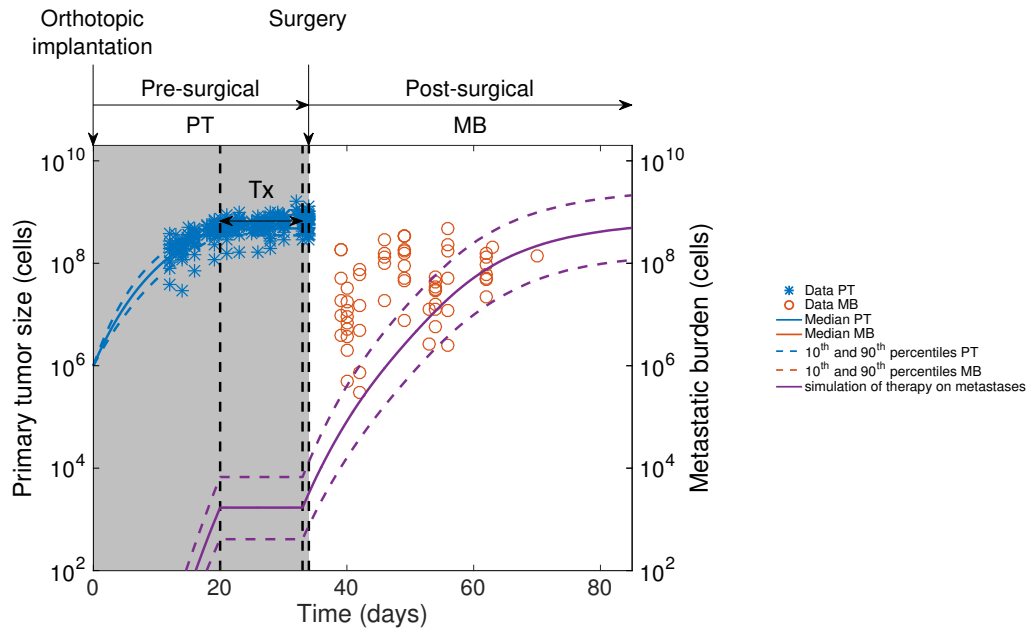 Orthotopic
implantation
Surgery
Pre-surgical
Post-surgical
PT
MB
Tx
Primary tumor size (cells)
10^10
10^8
10^6
10^4
10^2
0
20
40
60
80
Time (days)
10^10
10^8
10^6
10^4
10^2
Metastatic burden (cells)
Data PT
Data MB
Median PT
Median MB
10^th and 90^th percentiles PT
10^th and 90^th percentiles MB
simulation of therapy on metastases